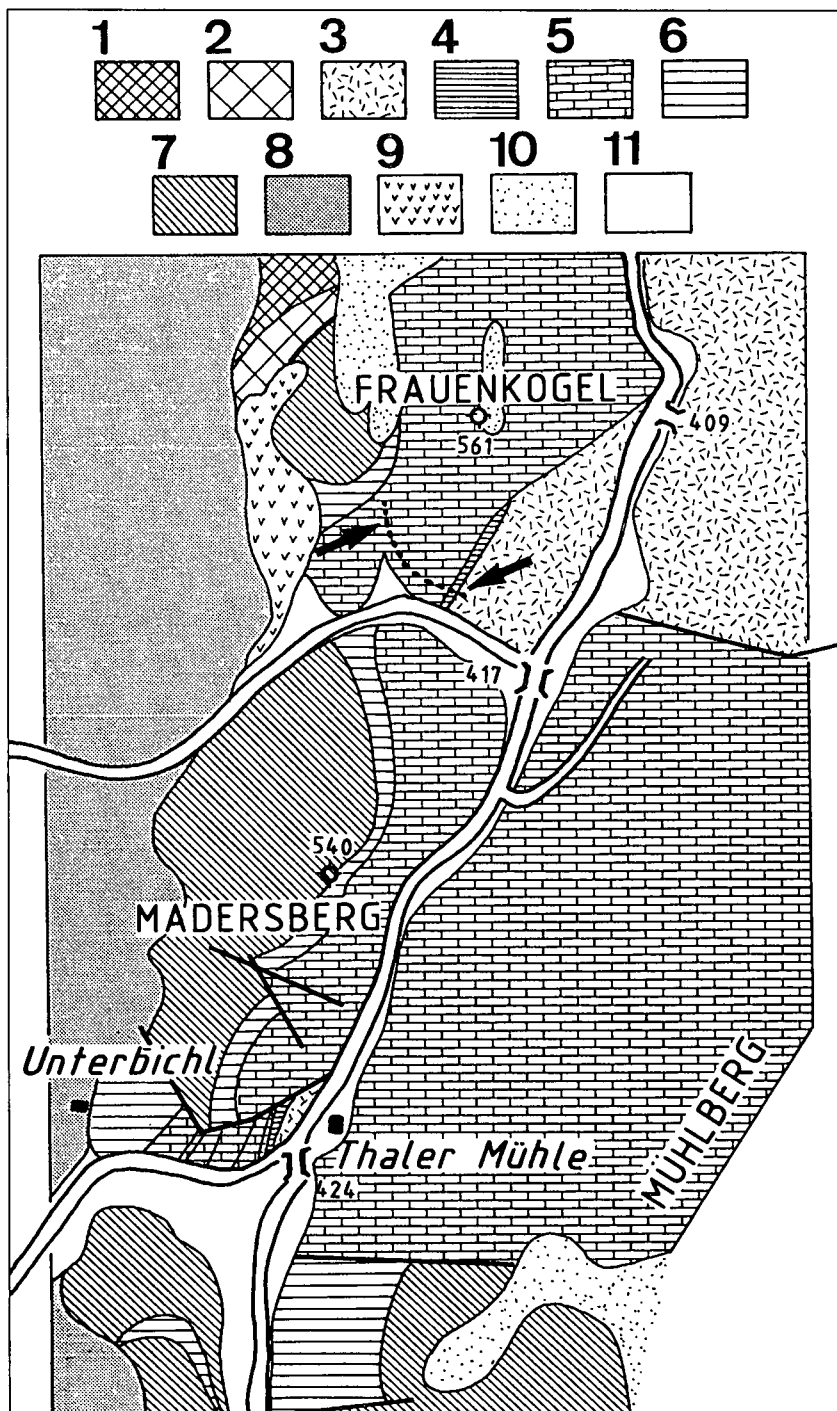 1 2 3 4 5 6
7 8 9 10 11
FRAUENKOGEL
561
409
417
540
MADERSBERG
Unterbichl
MÜHLBERG
Thaler Mühle
424